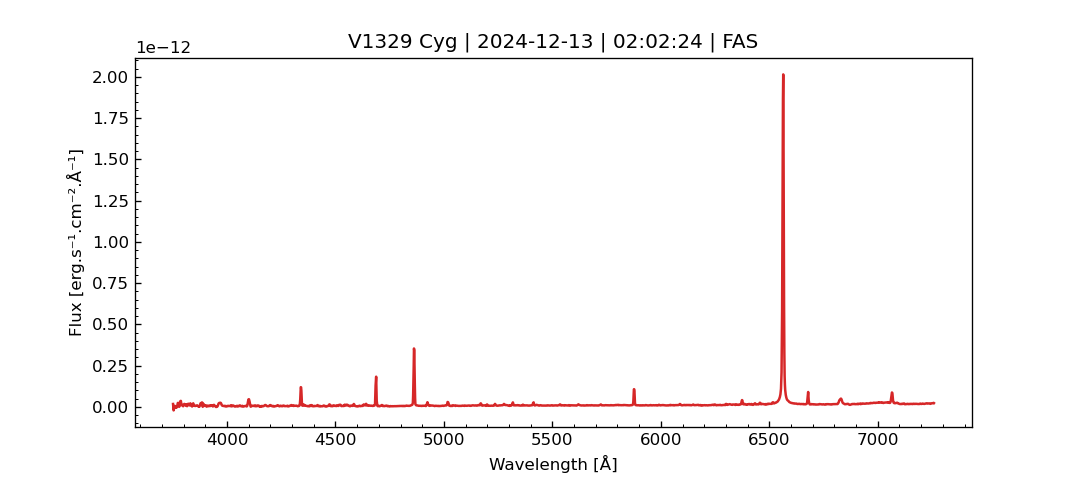 V1329 Cyg | 2024-12-13 | 02:02:24 | FAS
1e−12
2.00
1.75
1.50
1.25
1.00
0.75
0.50
0.25
0.00
Flux [erg.s⁻¹.cm⁻².Å⁻¹]
4000 4500 5000 5500 6000 6500 7000
Wavelength [Å]